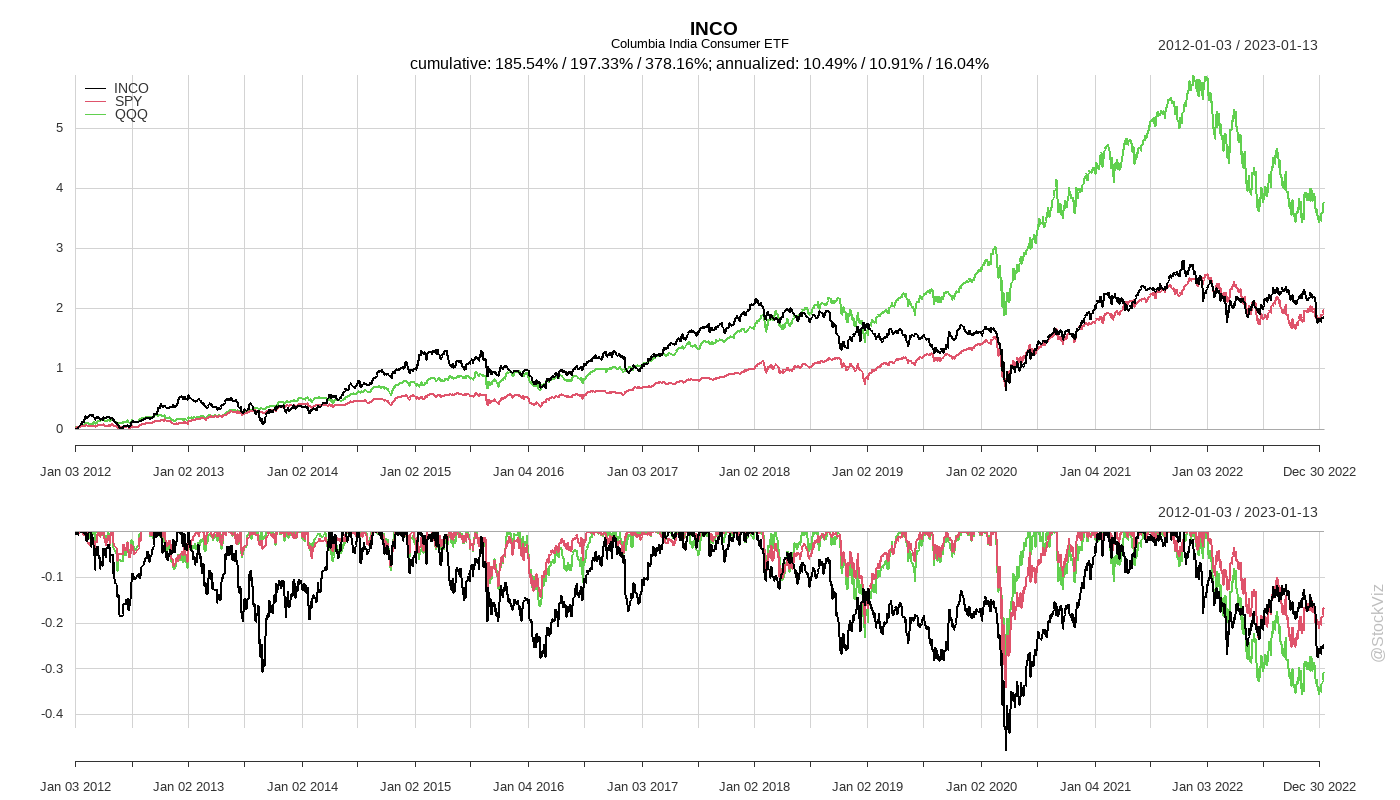 INCO
Columbia India Consumer ETF
2012-01-03 / 2023-01-13
cumulative: 185.54% / 197.33% / 378.16%; annualized: 10.49% / 10.91% / 16.04%
INCO
SPY
QQQ
5
4
3
2
1
0
Jan 03 2012 Jan 02 2013 Jan 02 2014 Jan 02 2015 Jan 04 2016 Jan 03 2017 Jan 02 2018 Jan 02 2019 Jan 02 2020 Jan 04 2021 Jan 03 2022 Dec 30 2022
2012-01-03 / 2023-01-13
-0.1
-0.2
-0.3
-0.4
Jan 03 2012 Jan 02 2013 Jan 02 2014 Jan 02 2015 Jan 04 2016 Jan 03 2017 Jan 02 2018 Jan 02 2019 Jan 02 2020 Jan 04 2021 Jan 03 2022 Dec 30 2022
@StockViz